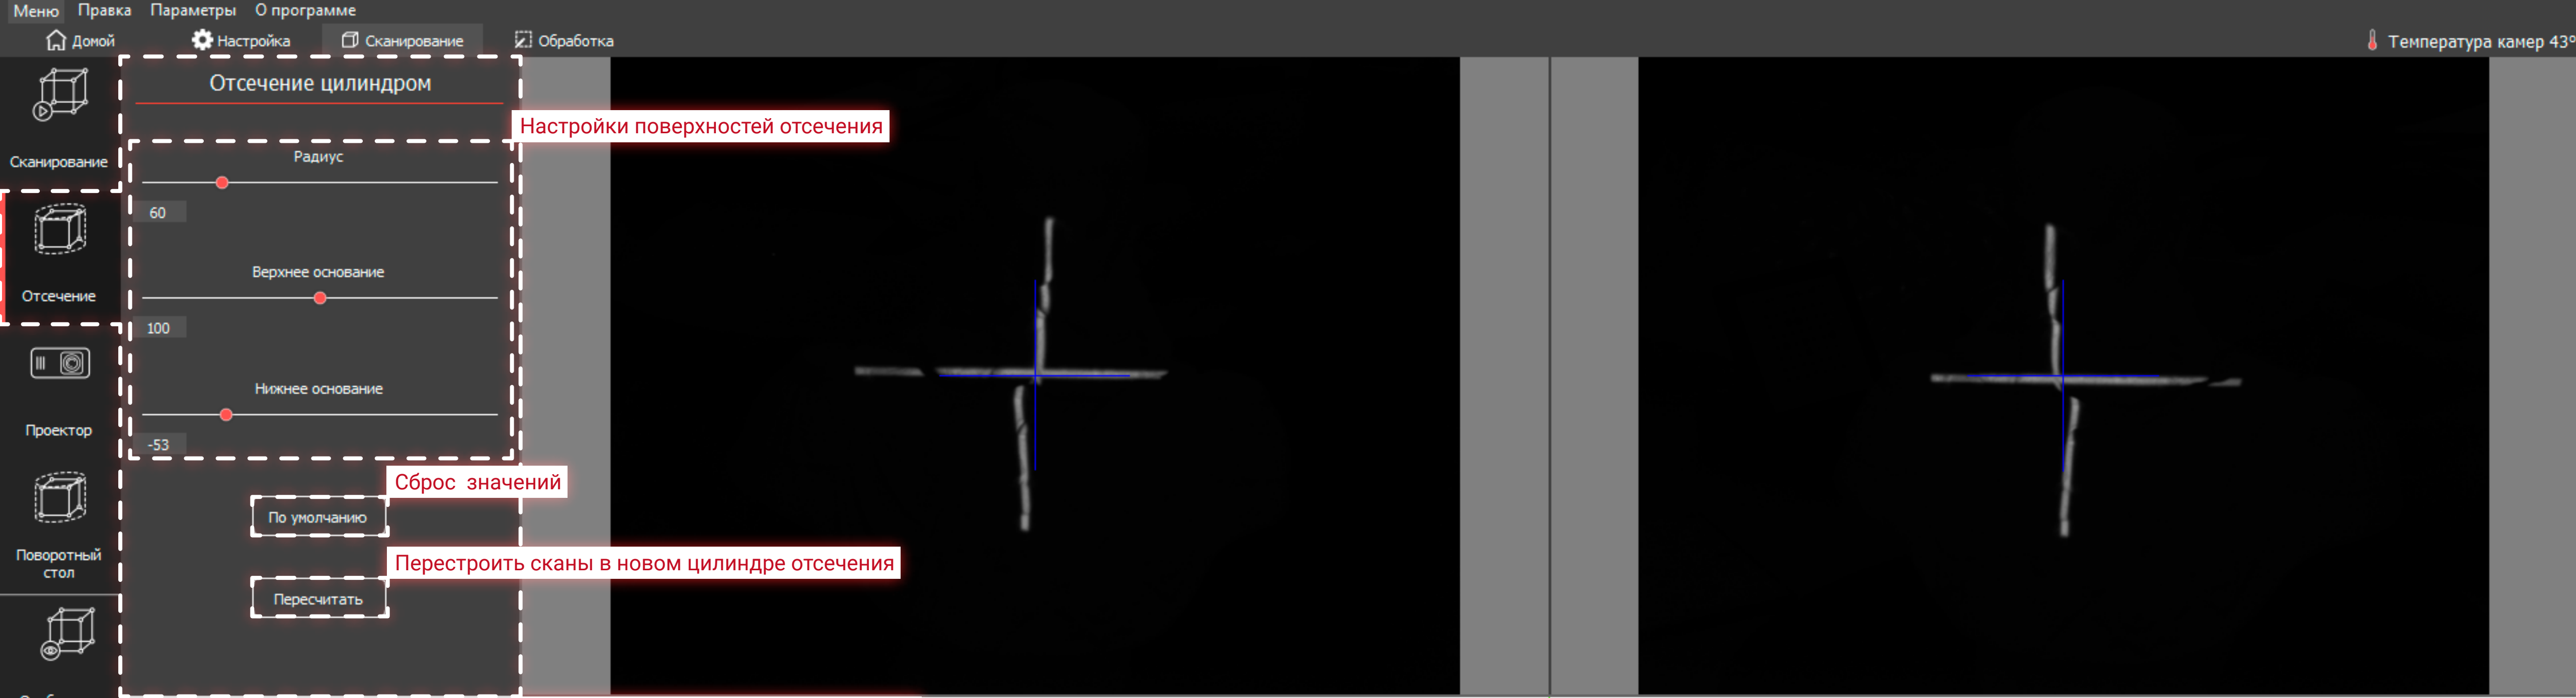 Меню Правка Параметры О программе
Домой Настройка Сканирование Обработка Температура камер 43°
Сканирование
Отсечение
Проектор
Поворотный
стол
Отсечение цилиндром
Настройки поверхностей отсечения
Радиус
60
Верхнее основание
100
Нижнее основание
-53
Сброс значений
По умолчанию
Перестроить сканы в новом цилиндре отсечения
Пересчитать